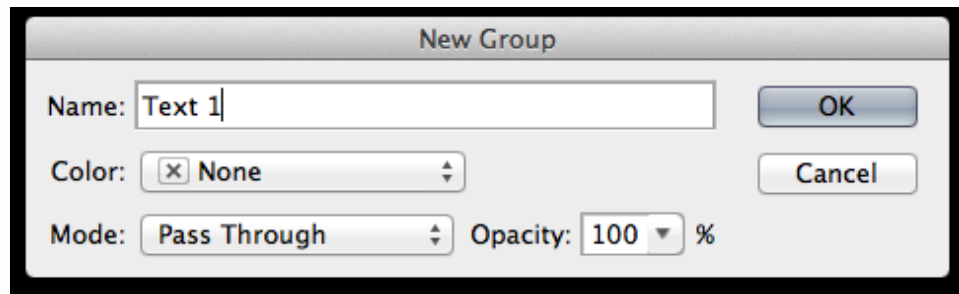 New Group
Name: Text 1 OK
Color: None Cancel
Mode: Pass Through Opacity: 100 %